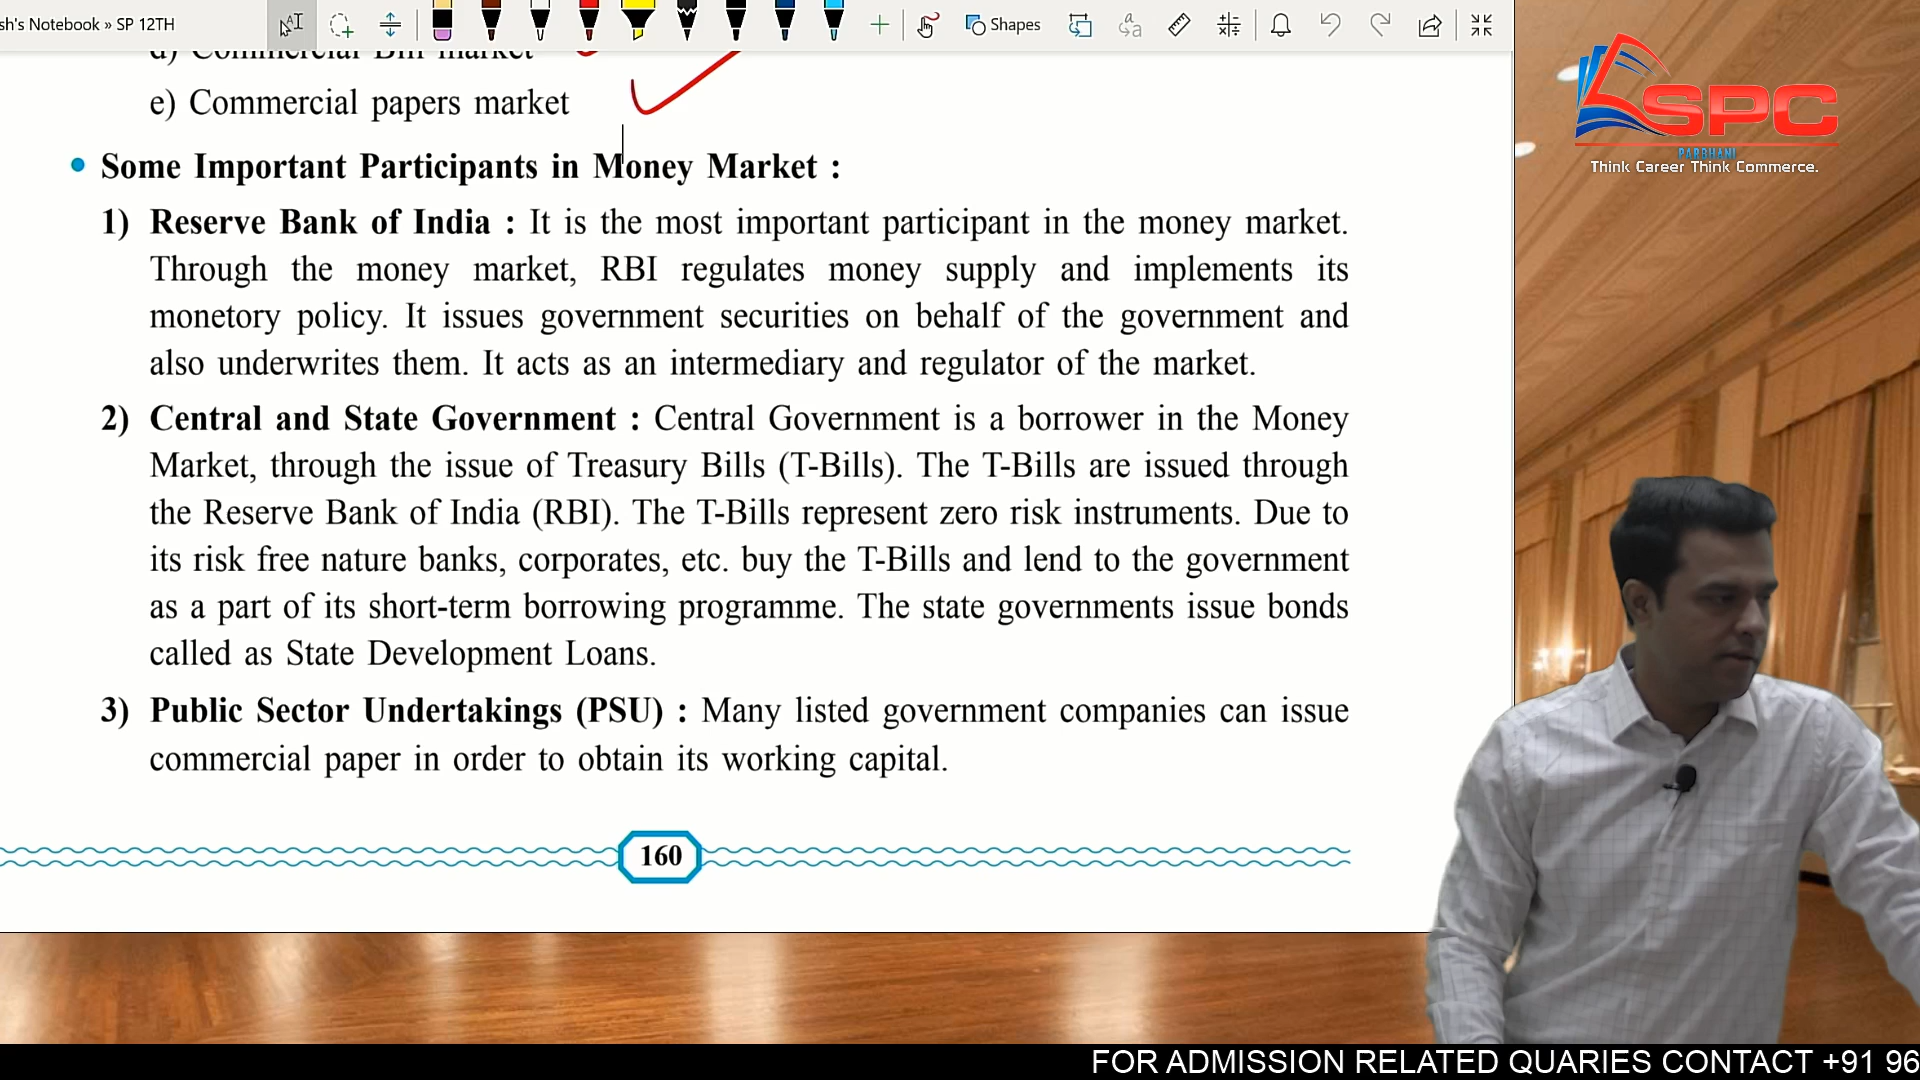 sh's Notebook » SP 12TH
Shapes
d) Commercial Bill market
e) Commercial papers market
• Some Important Participants in Money Market :
1) Reserve Bank of India : It is the most important participant in the money market.
Through the money market, RBI regulates money supply and implements its
monetory policy. It issues government securities on behalf of the government and
also underwrites them. It acts as an intermediary and regulator of the market.
2) Central and State Government : Central Government is a borrower in the Money
Market, through the issue of Treasury Bills (T-Bills). The T-Bills are issued through
the Reserve Bank of India (RBI). The T-Bills represent zero risk instruments. Due to
its risk free nature banks, corporates, etc. buy the T-Bills and lend to the government
as a part of its short-term borrowing programme. The state governments issue bonds
called as State Development Loans.
3) Public Sector Undertakings (PSU) : Many listed government companies can issue
commercial paper in order to obtain its working capital.
160
SPC
PARBHANI
Think Career Think Commerce.
FOR ADMISSION RELATED QUARIES CONTACT +91 96